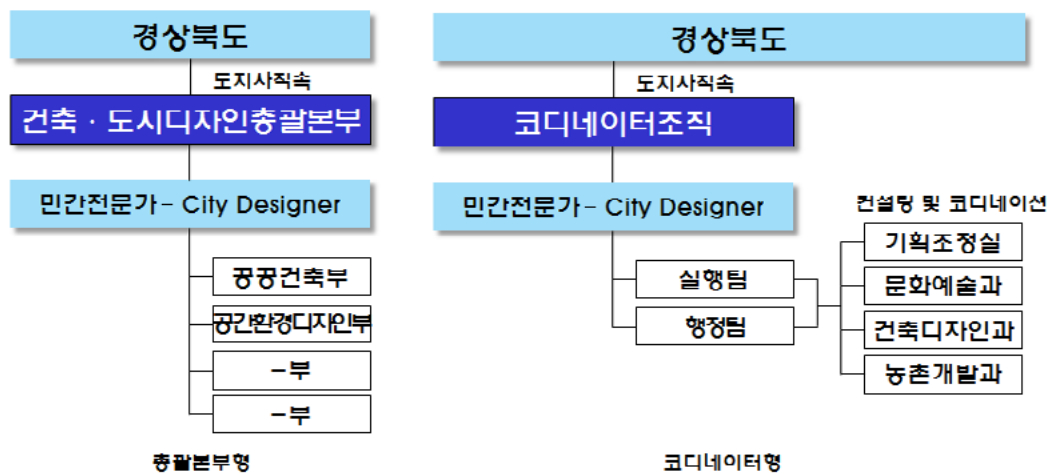 경상북도
도지사직속
건축 · 도시디자인총괄본부
민간전문가 - City Designer
공공건축부
공간환경디자인부
-부
-부
총괄본부형
경상북도
도지사직속
코디네이터조직
민간전문가 - City Designer
컨설팅 및 코디네이션
실행팀
행정팀
기획조정실
문화예술과
건축디자인과
농촌개발과
코디네이터형